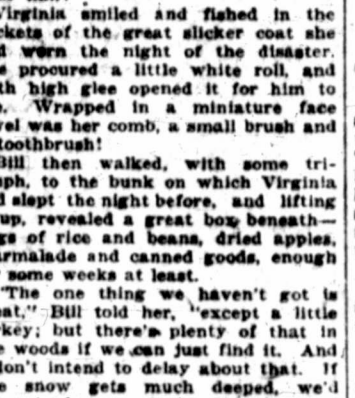 Virginia smiled and fished in the
ckets of the great slicker coat she
d worn the night of the disaster.
e procured a little white roll, and
th high glee opened it for him to
e. Wrapped in a miniature face
vel was her comb, a small brush and
toothbrush!
Bill then walked, with some tri-
ph, to the bunk on which Virginia
d slept the night before, and lifting
up, revealed a great box beneath—
gs of rice and beans, dried apples,
rmalade and canned goods, enough
some weeks at least.
"The one thing we haven't got is
eat," Bill told her, "except a little
key; but there's plenty of that in
e woods if we can just find it. And
don't intend to delay about that. If
e snow gets much deeped, we'd